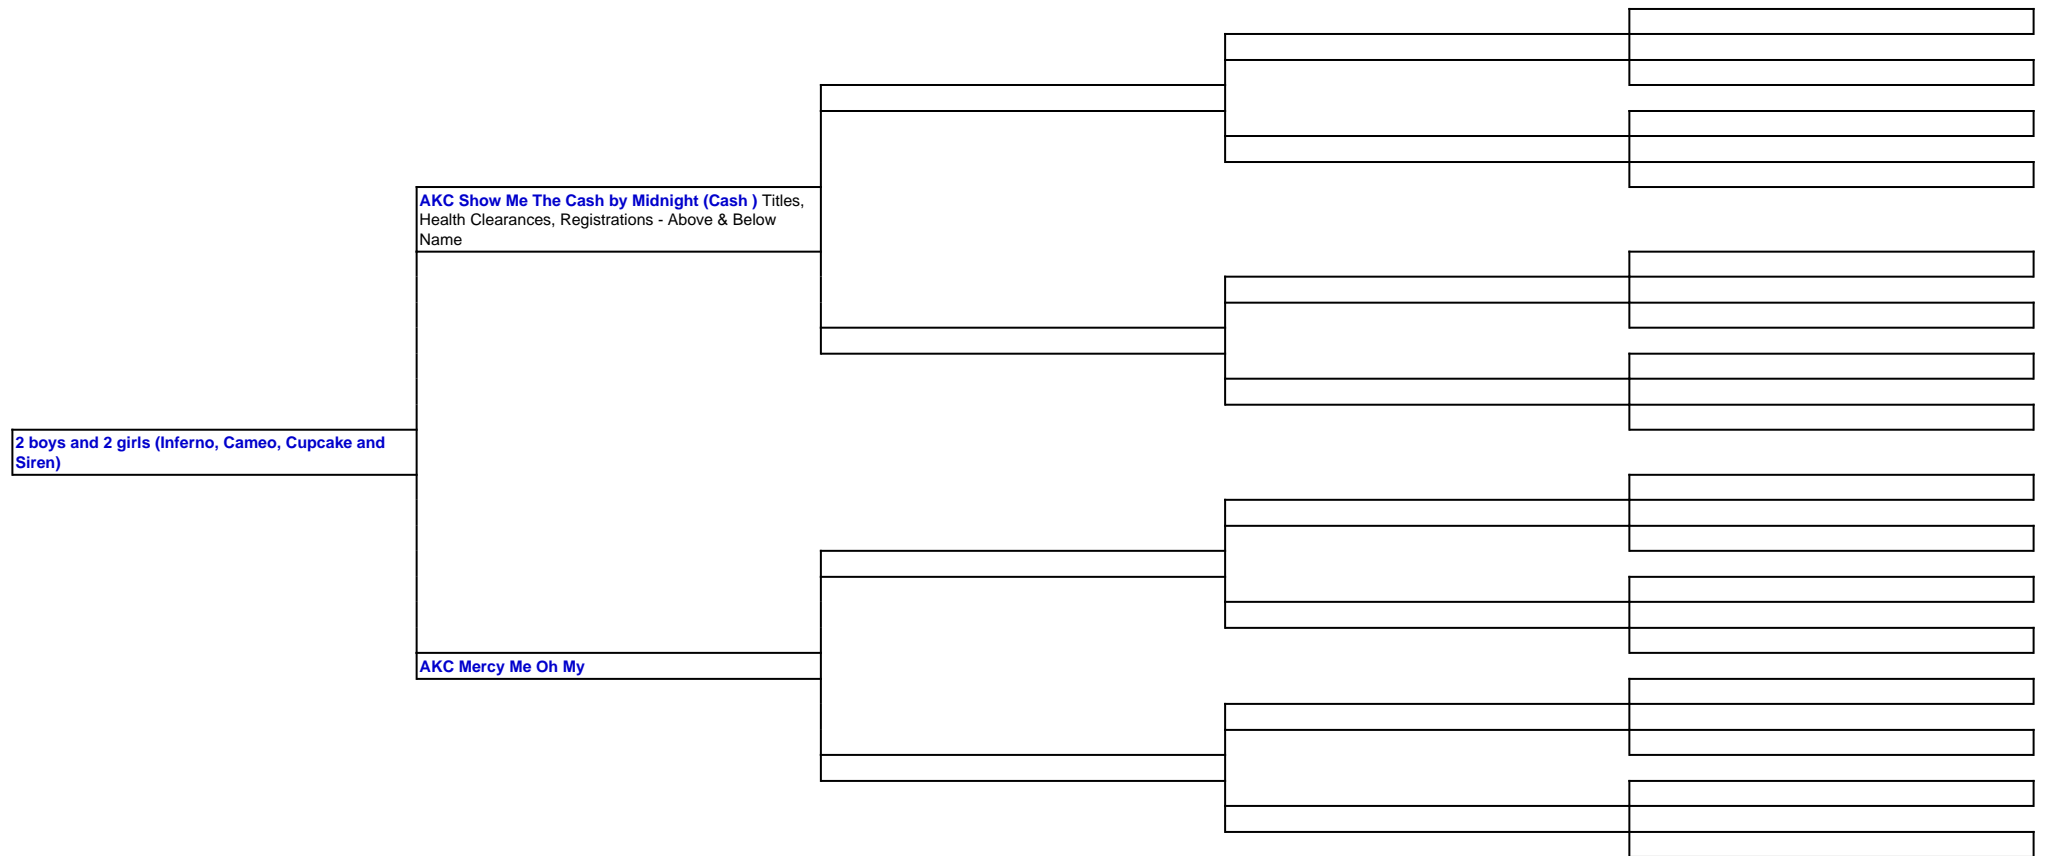 AKC Show Me The Cash by Midnight (Cash ) Titles,
Health Clearances, Registrations - Above & Below
Name
2 boys and 2 girls (Inferno, Cameo, Cupcake and
Siren)
AKC Mercy Me Oh My